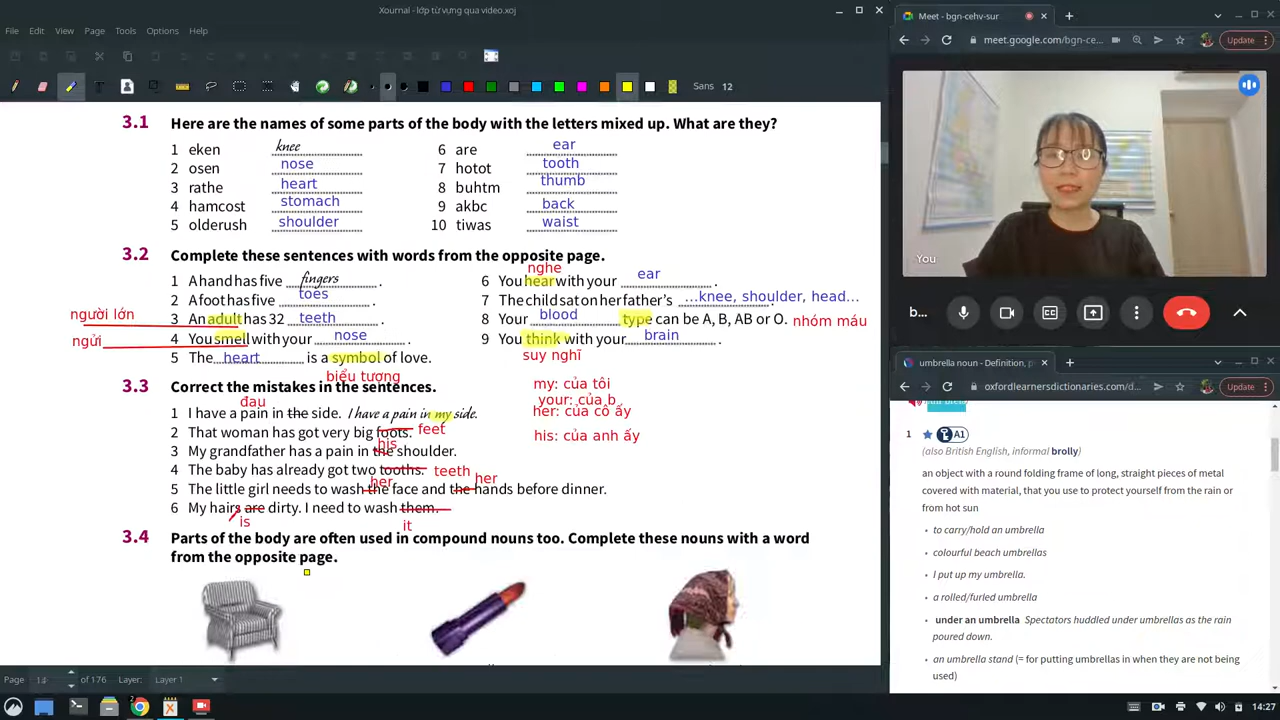 Xournal - lớp từ vựng qua video.xoj
File Edit View Page Tools Options Help
Sans 12
3.1 Here are the names of some parts of the body with the letters mixed up. What are they?
1 eken knee
2 osen nose
3 rathe heart
4 hamcost stomach
5 olderush shoulder
6 are ear
7 hotot tooth
8 buhtm thumb
9 akbc back
10 tiwas waist
3.2 Complete these sentences with words from the opposite page.
1 A hand has five fingers .
2 A foot has five toes .
người lớn
3 An adult has 32 teeth .
ngửi
4 You smell with your nose .
5 The heart is a symbol of love.
biểu tượng
nghe
6 You hear with your ear .
7 The child sat on her father's ...knee, shoulder, head... .
8 Your blood type can be A, B, AB or O. nhóm máu
9 You think with your brain .
suy nghĩ
3.3 Correct the mistakes in the sentences.
đau
1 I have a pain in the side. I have a pain in my side.
2 That woman has got very big foots. feet
his
3 My grandfather has a pain in the shoulder.
4 The baby has already got two tooths. teeth
her her
5 The little girl needs to wash the face and the hands before dinner.
6 My hairs are dirty. I need to wash them.
is it
my: của tôi
your: của b
her: của cô ấy
his: của anh ấy
3.4 Parts of the body are often used in compound nouns too. Complete these nouns with a word
from the opposite page.
Page of 176 Layer: Layer 1
Meet - bgn-cehv-sur
meet.google.com/bgn-ce...
Update
You
b...
umbrella noun - Definition, p
oxfordlearnersdictionaries.com/d...
Update
1 A1
(also British English, informal brolly)
an object with a round folding frame of long, straight pieces of metal
covered with material, that you use to protect yourself from the rain or
from hot sun
• to carry/hold an umbrella
• colourful beach umbrellas
• I put up my umbrella.
• a rolled/furled umbrella
• under an umbrella Spectators huddled under umbrellas as the rain
poured down.
• an umbrella stand (= for putting umbrellas in when they are not being
used)
14:27